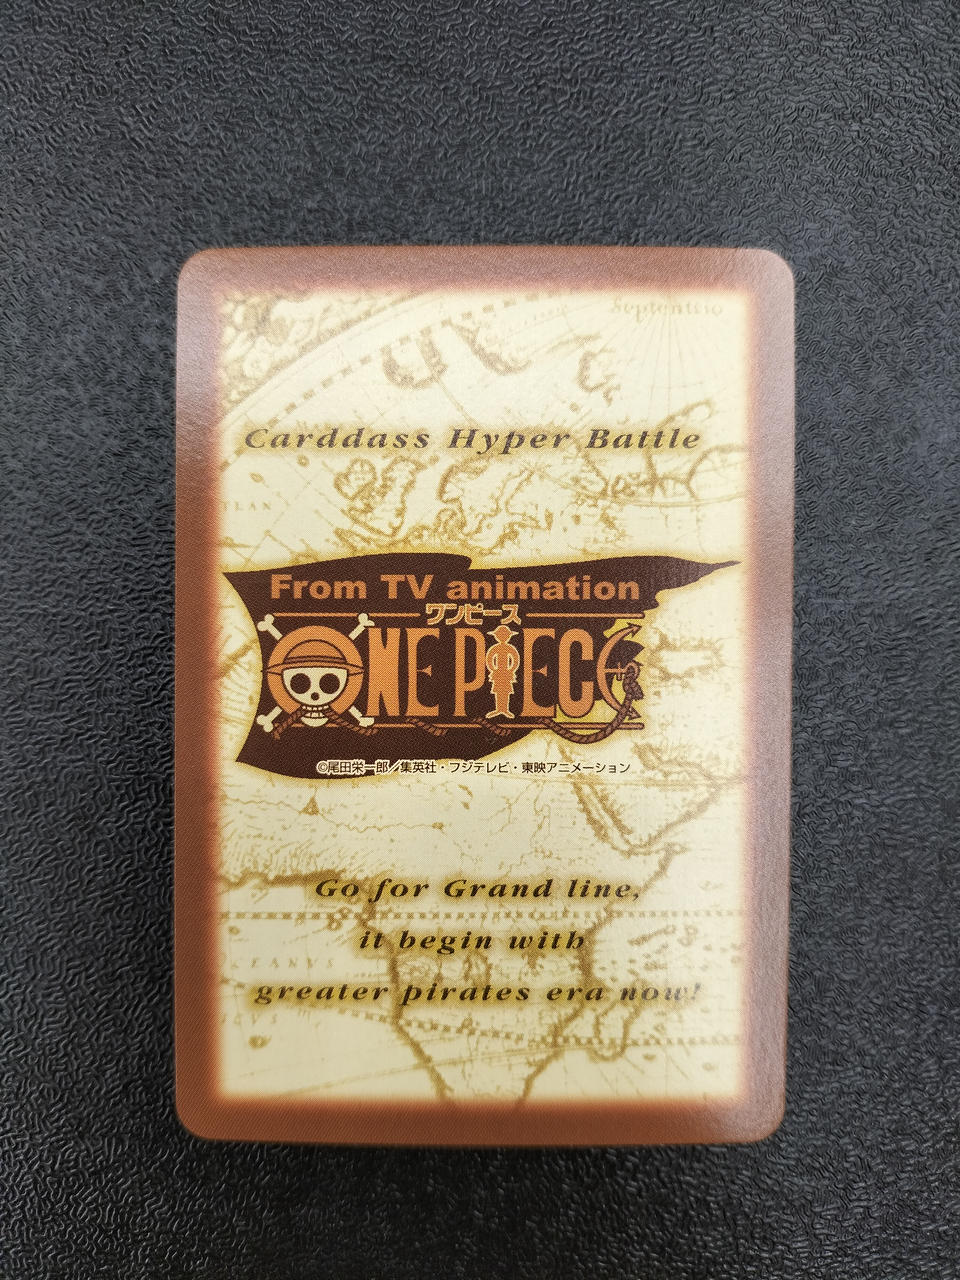 Septentrio
Carddass Hyper Battle
From TV animation
ワンピース
ONE PIECE
©尾田栄一郎/集英社・フジテレビ・東映アニメーション
Go for Grand line,
it begin with
greater pirates era now!